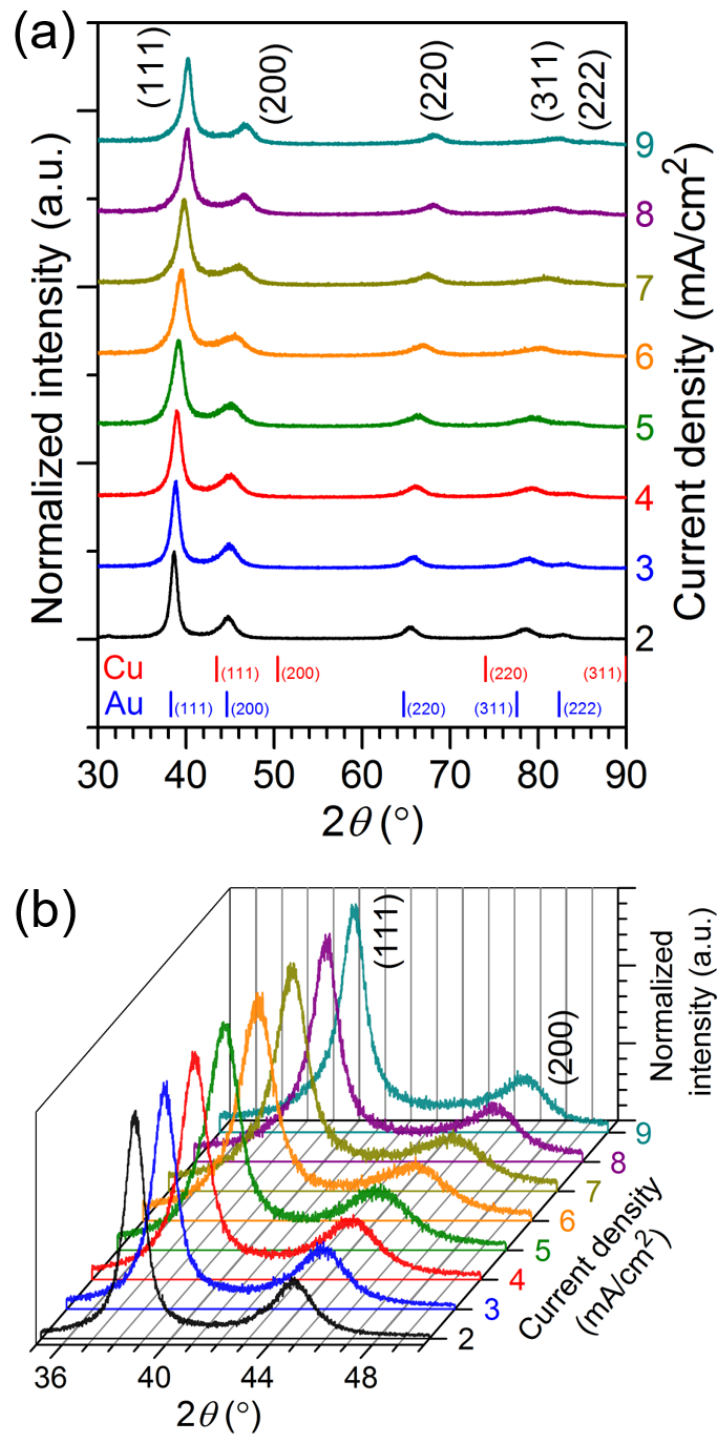 (a)
(111)
(200)
(220)
(311)
(222)
Normalized intensity (a.u.)
Current density (mA/cm²)
9
8
7
6
5
4
3
2
Cu (111) (200) (220) (311)
Au (111) (200) (220) (311) (222)
30 40 50 60 70 80 90
2θ (°)
(b)
(111)
(200)
Normalized
intensity (a.u.)
9
8
7
6
5
4
3
2
Current density
(mA/cm²)
36 40 44 48
2θ (°)